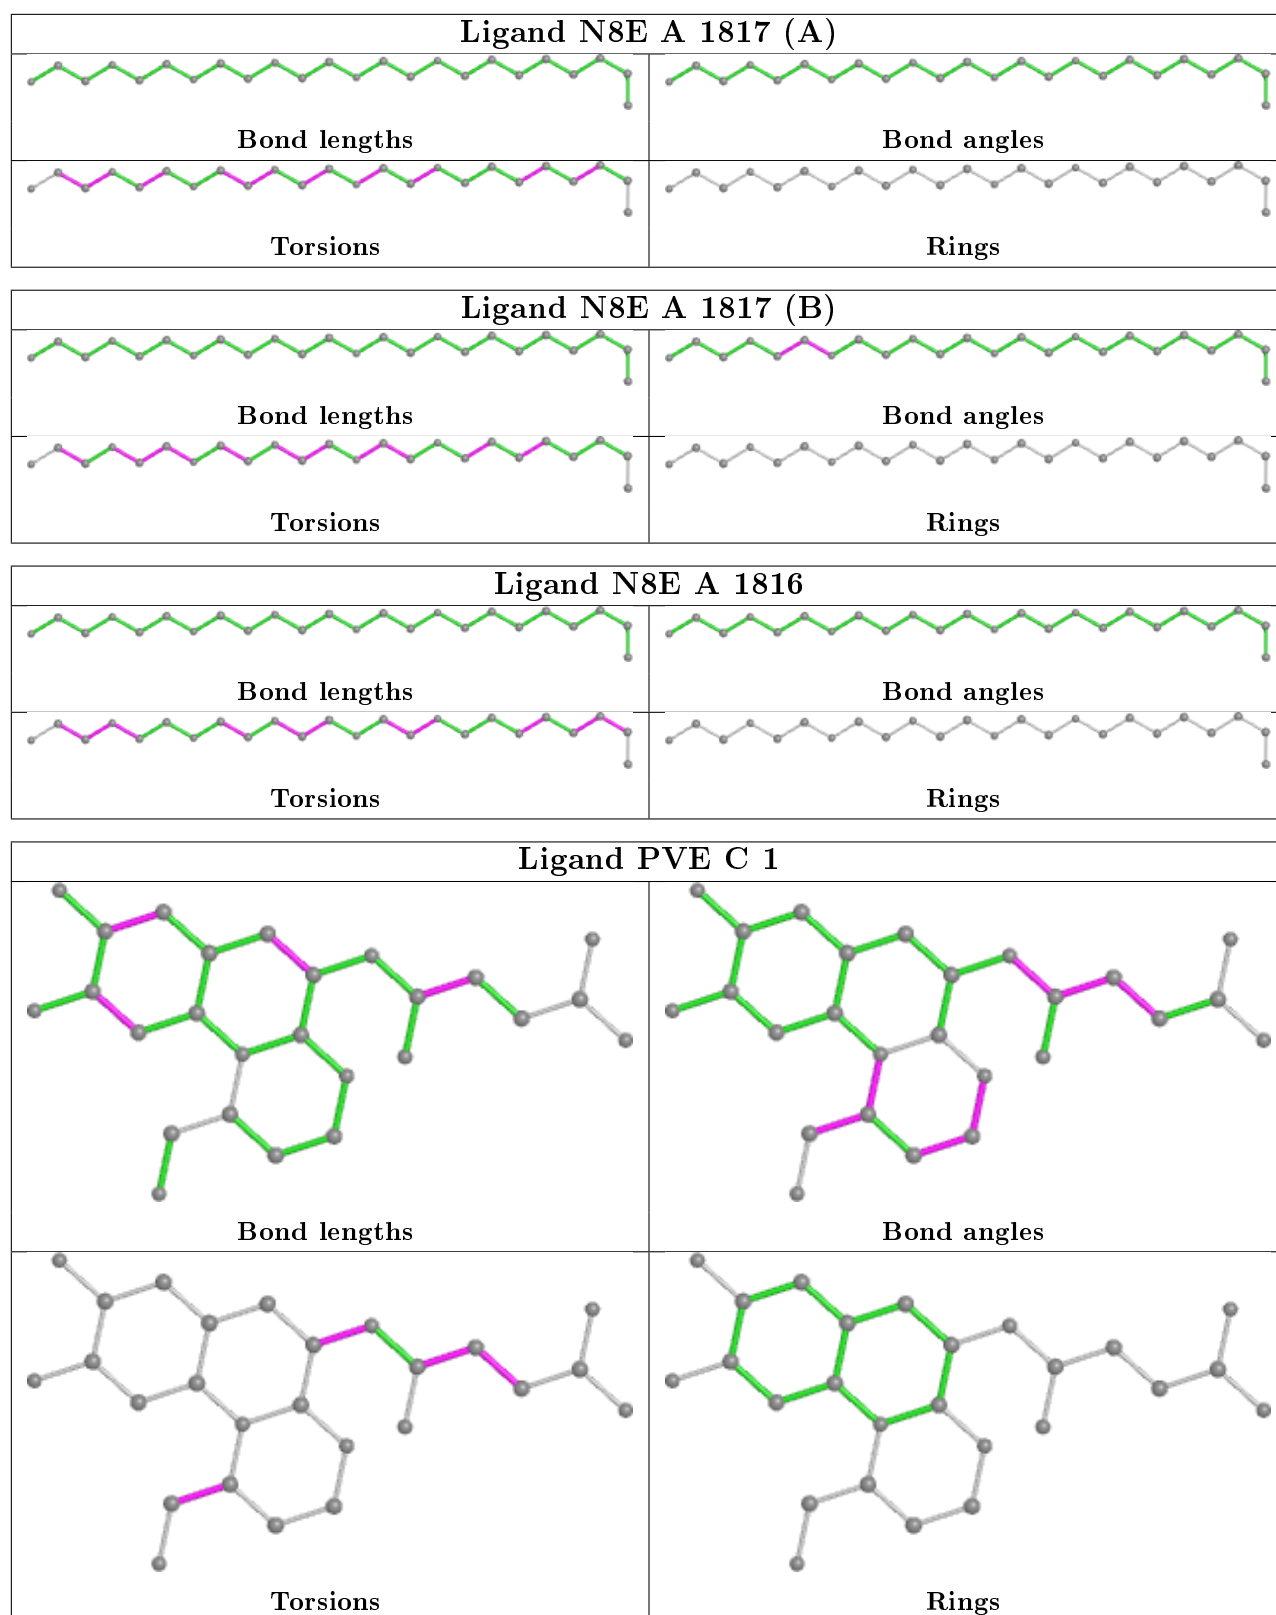 Ligand N8E A 1817 (A)
Bond lengths
Bond angles
Torsions
Rings
Ligand N8E A 1817 (B)
Bond lengths
Bond angles
Torsions
Rings
Ligand N8E A 1816
Bond lengths
Bond angles
Torsions
Rings
Ligand PVE C 1
Bond lengths
Bond angles
Torsions
Rings